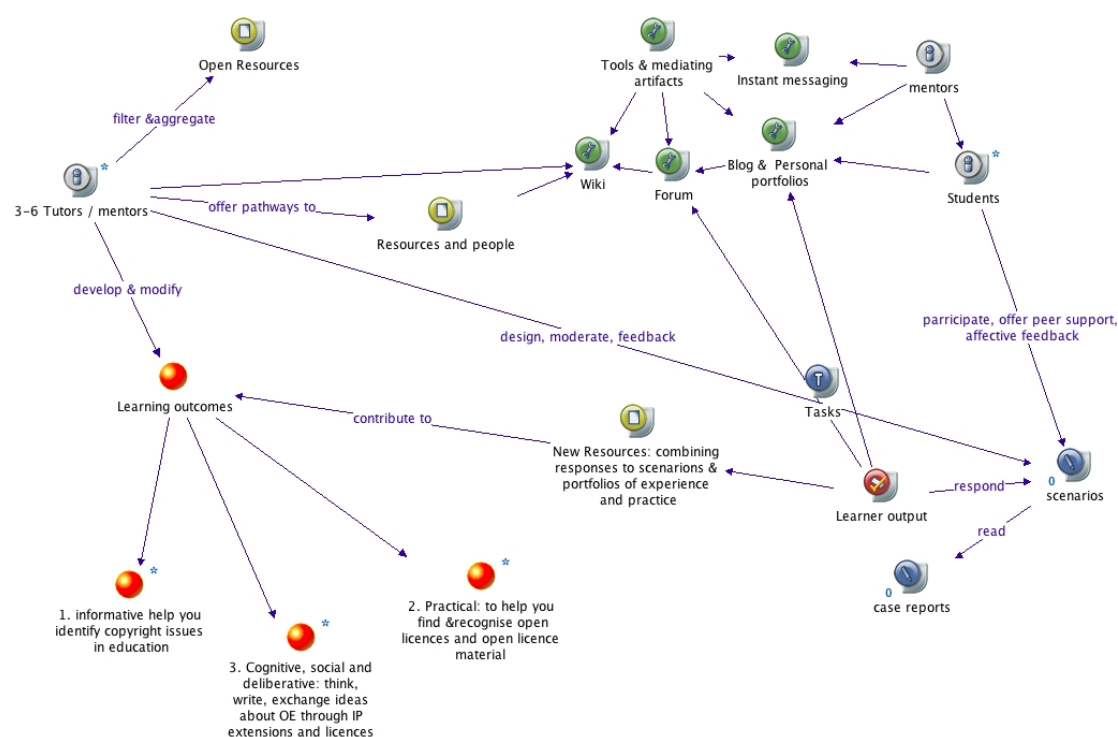 Open Resources
Tools & mediating
artifacts
Instant messaging
mentors
filter &aggregate
3-6 Tutors / mentors
*
Wiki
Forum
Blog & Personal
portfolios
Students
*
offer pathways to
Resources and people
develop & modify
design, moderate, feedback
parricipate, offer peer support,
affective feedback
Learning outcomes
contribute to
Tasks
T
New Resources: combining
responses to scenarions &
portfolios of experience
and practice
Learner output
respond
0
scenarios
read
0
case reports
*
1. informative help you
identify copyright issues
in education
*
2. Practical: to help you
find &recognise open
licences and open licence
material
*
3. Cognitive, social and
deliberative: think,
write, exchange ideas
about OE through IP
extensions and licences